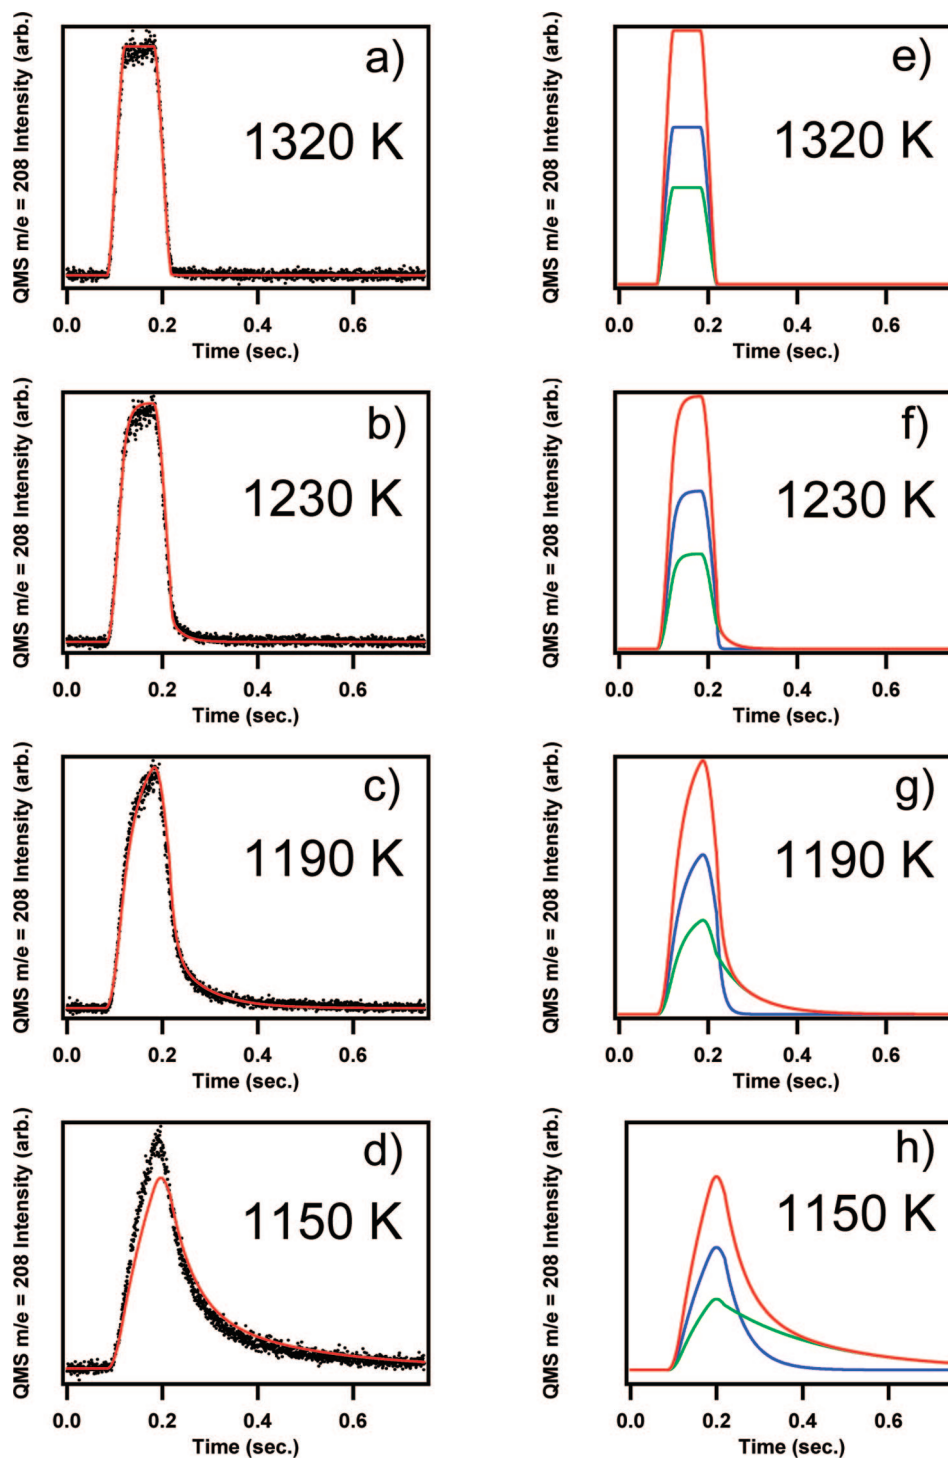 QMS m/e = 208 Intensity (arb.)
a)
1320 K
0.0 0.2 0.4 0.6
Time (sec.)
QMS m/e = 208 Intensity (arb.)
e)
1320 K
0.0 0.2 0.4 0.6
Time (sec.)
QMS m/e = 208 Intensity (arb.)
b)
1230 K
0.0 0.2 0.4 0.6
Time (sec.)
QMS m/e = 208 Intensity (arb.)
f)
1230 K
0.0 0.2 0.4 0.6
Time (sec.)
QMS m/e = 208 Intensity (arb.)
c)
1190 K
0.0 0.2 0.4 0.6
Time (sec.)
QMS m/e = 208 Intensity (arb.)
g)
1190 K
0.0 0.2 0.4 0.6
Time (sec.)
QMS m/e = 208 Intensity (arb.)
d)
1150 K
0.0 0.2 0.4 0.6
Time (sec.)
QMS m/e = 208 Intensity (arb.)
h)
1150 K
0.0 0.2 0.4 0.6
Time (sec.)